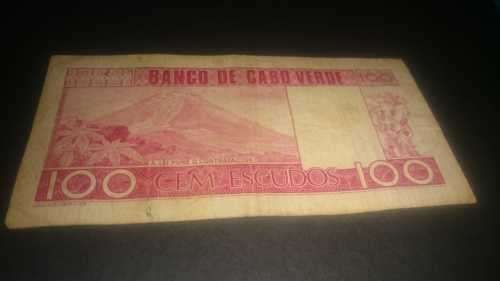 BANCO DE CABO VERDE 100
100 CEM ESCUDOS 100